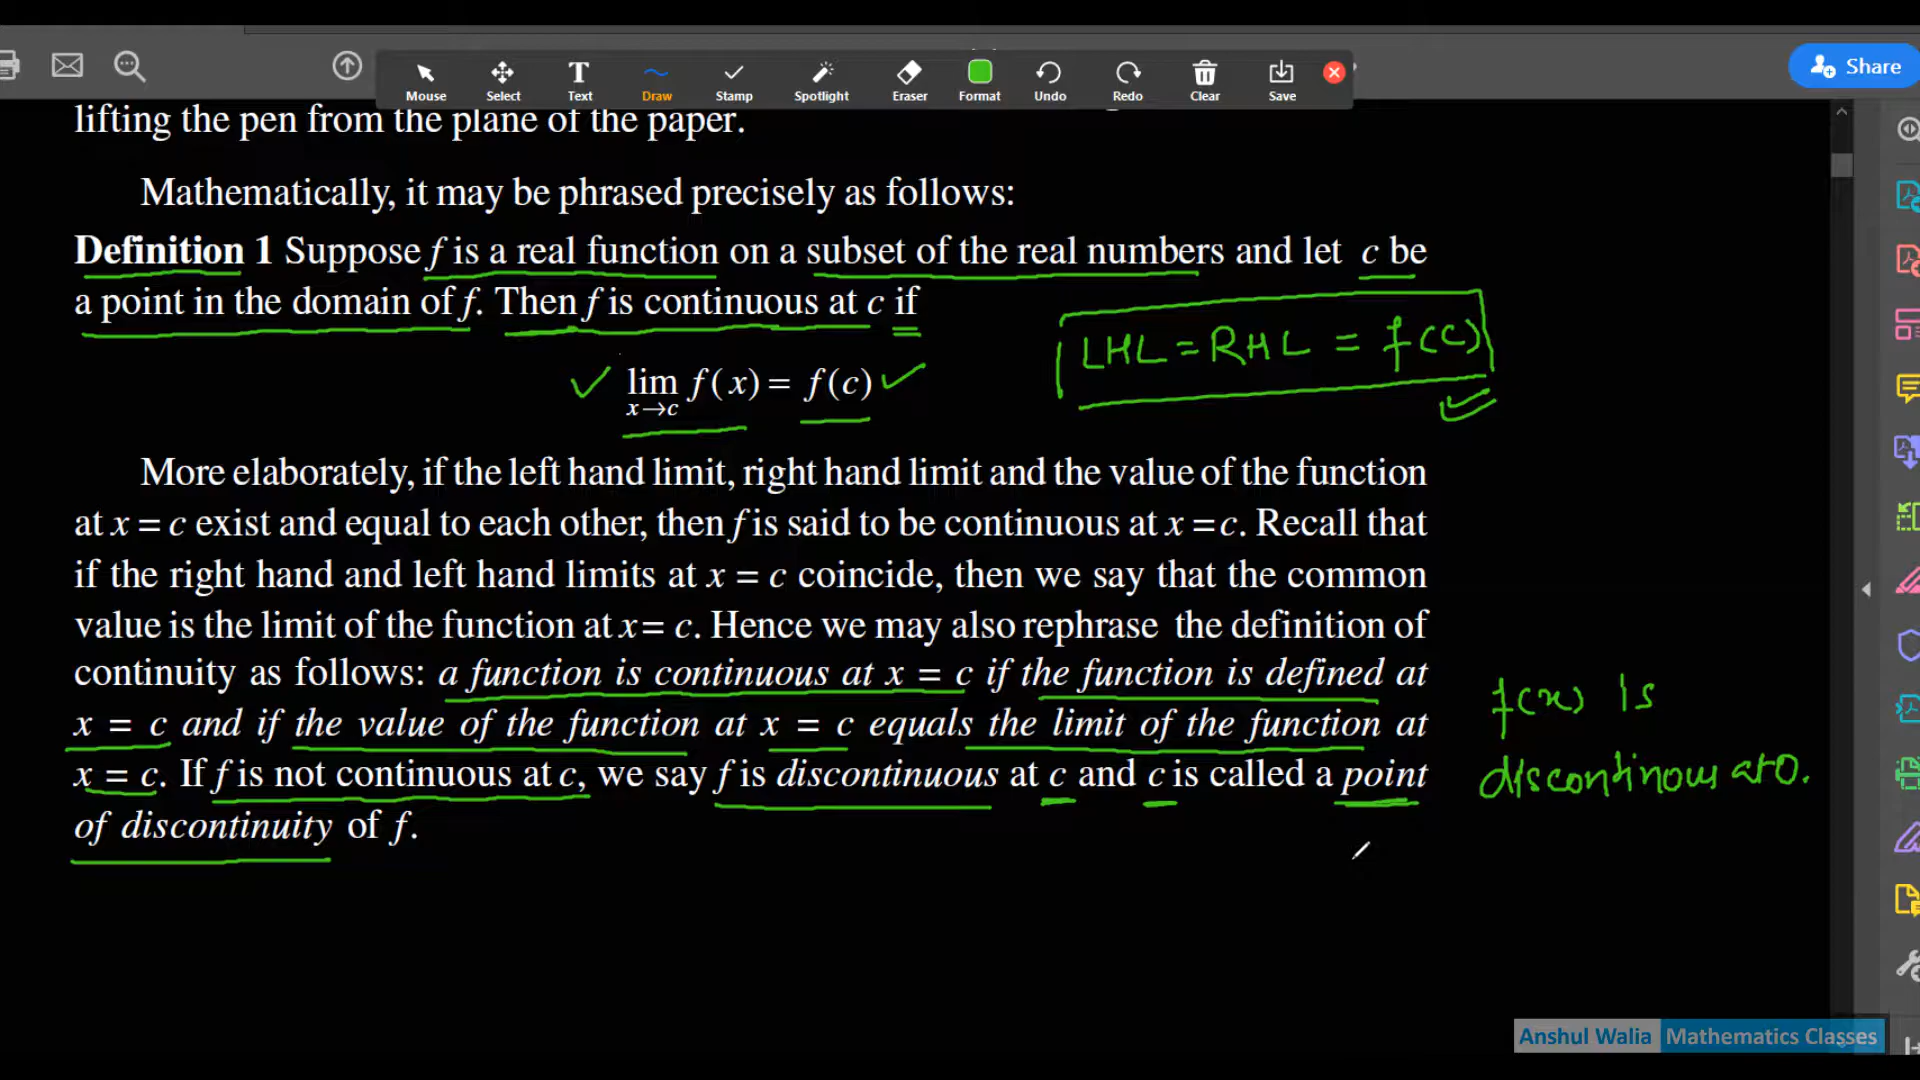 Share
Mouse Select Text Draw Stamp Spotlight Eraser Format Undo Redo Clear Save
lifting the pen from the plane of the paper.
Mathematically, it may be phrased precisely as follows:
Definition 1 Suppose f is a real function on a subset of the real numbers and let c be
a point in the domain of f. Then f is continuous at c if
lim f(x) = f(c)
x→c
LHL = RHL = f(c)
More elaborately, if the left hand limit, right hand limit and the value of the function
at x = c exist and equal to each other, then f is said to be continuous at x = c. Recall that
if the right hand and left hand limits at x = c coincide, then we say that the common
value is the limit of the function at x = c. Hence we may also rephrase the definition of
continuity as follows: a function is continuous at x = c if the function is defined at
x = c and if the value of the function at x = c equals the limit of the function at
x = c. If f is not continuous at c, we say f is discontinuous at c and c is called a point
of discontinuity of f.
f(x) is
discontinous at 0.
Anshul Walia Mathematics Classes